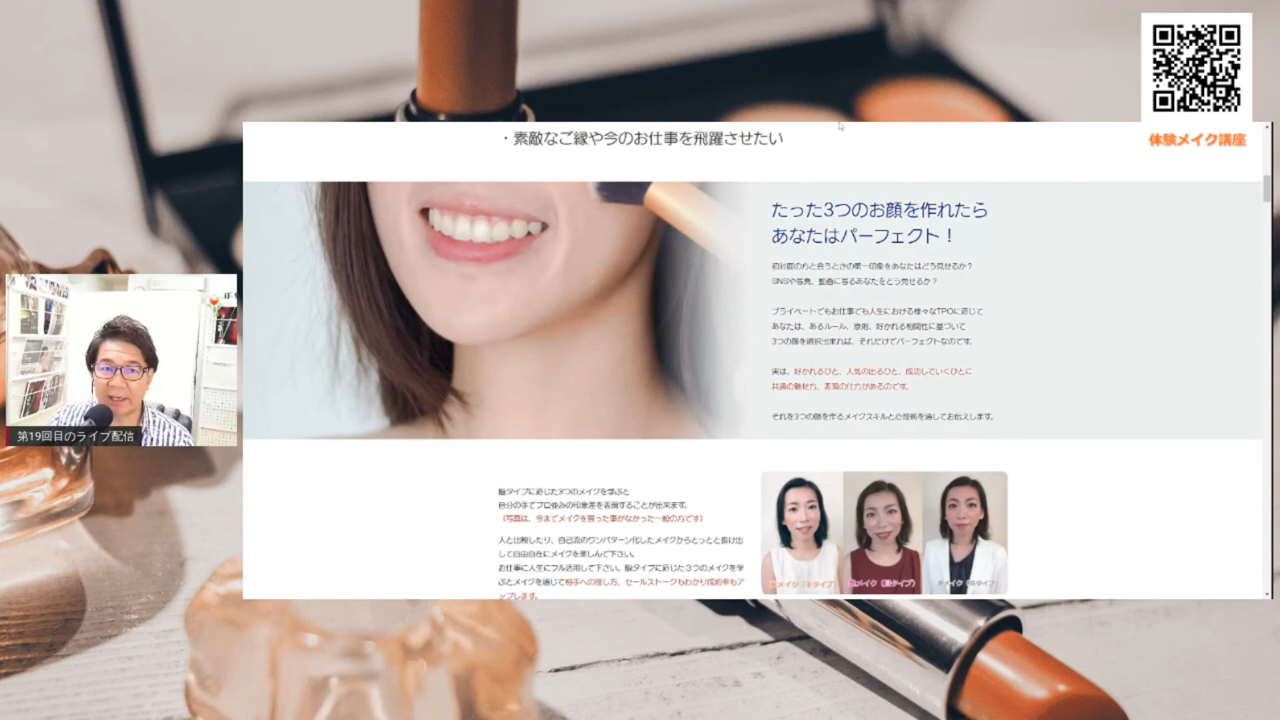 ・素敵なご縁や今のお仕事を飛躍させたい
体験メイク講座
たった3つのお顔を作れたら
あなたはパーフェクト！
初対面の方と会うときの第一印象をあなたはどう見せるか？
SNSや写真、動画に写るあなたをどう見せるか？
プライベートでもお仕事でも人生における様々なTPOに応じて
あなたは、あるルール、原則、好かれる相関性に基づいて
3つの顔を選択出来れば、それだけでパーフェクトなのです。
実は、好かれるひと、人気の出るひと、成功していくひとに
共通の魅せ方、表現の仕方があるのです。
それを3つの顔を作るメイクスキルと心理術を通してお伝えします。
第19回目のライブ配信
脳タイプに応じた3つのメイクを学ぶと
自分の手でプロ並みの印象差を表現することが出来ます。
（写真は、今までメイクを習った事がなかった一般の方です）
人と比較したり、自己流のワンパターン化したメイクからとっとと抜け出
して自由自在にメイクを楽しんで下さい。
お仕事に人生にフル活用して下さい。脳タイプに応じた３つのメイクを学
ぶとメイクを通じて相手への接し方、セールストークもわかり成約率もア
ップします。